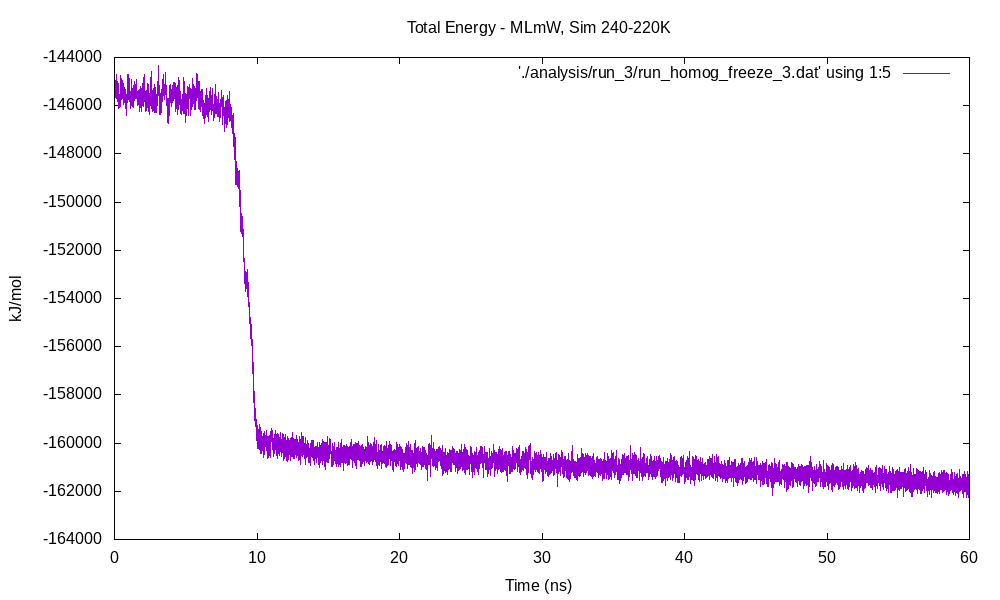 Total Energy - MLmW, Sim 240-220K
'./analysis/run_3/run_homog_freeze_3.dat' using 1:5
-144000
-146000
-148000
-150000
-152000
-154000
-156000
-158000
-160000
-162000
-164000
kJ/mol
0 10 20 30 40 50 60
Time (ns)